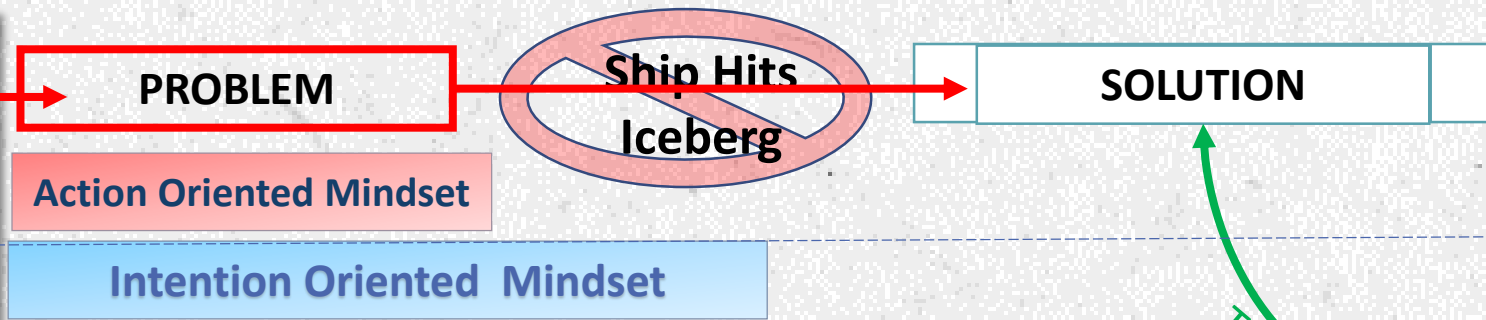 PROBLEM
Ship Hits
Iceberg
SOLUTION
Action Oriented Mindset
Intention Oriented Mindset